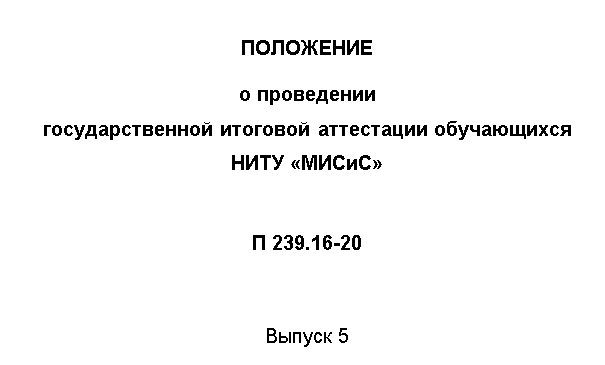 ПОЛОЖЕНИЕ
о проведении
государственной итоговой аттестации обучающихся
НИТУ «МИСиС»
П 239.16-20
Выпуск 5